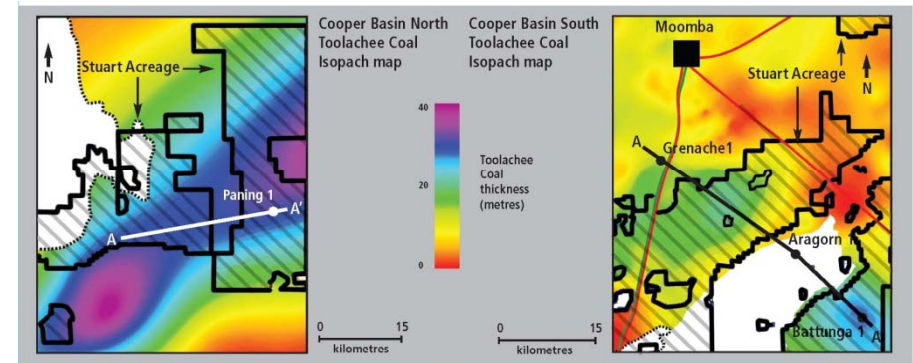 Cooper Basin North
Toolachee Coal
Isopach map
Cooper Basin South
Toolachee Coal
Isopach map
N
Stuart Acreage
Paning 1
A
A'
40
20
0
Toolachee
Coal
thickness
(metres)
0 15
kilometres
0 15
kilometres
Moomba
Stuart Acreage
N
A
Grenache1
Aragorn 1
Battunga 1
A'